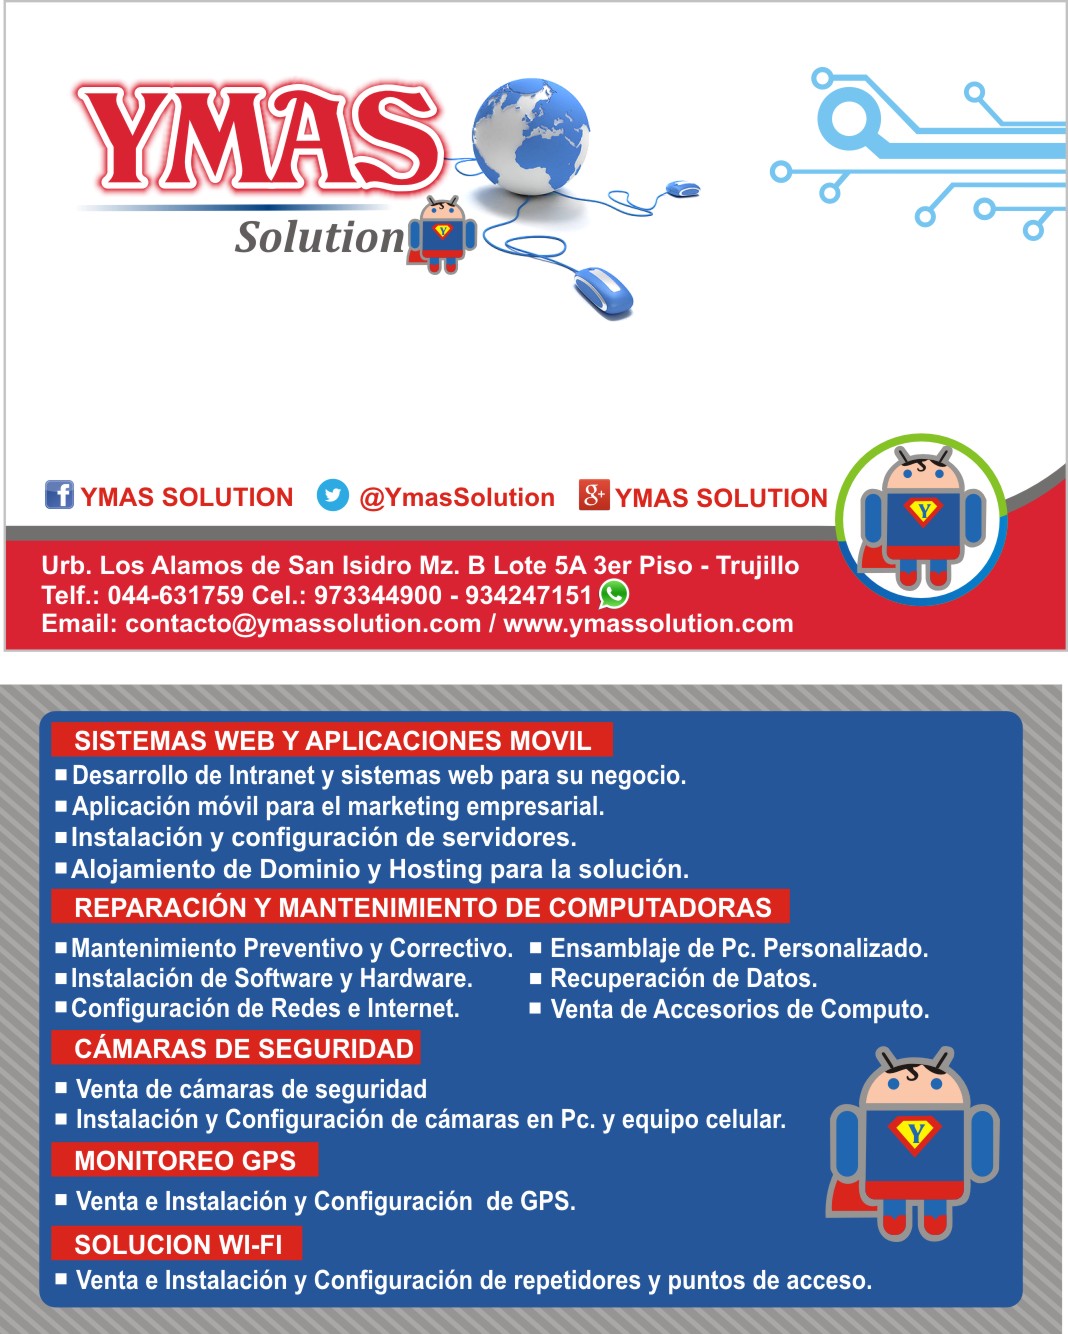 YMAS
Solution
Y
f YMAS SOLUTION @YmasSolution g+ YMAS SOLUTION
Y
Urb. Los Alamos de San Isidro Mz. B Lote 5A 3er Piso - Trujillo
Telf.: 044-631759 Cel.: 973344900 - 934247151
Email: contacto@ymassolution.com / www.ymassolution.com
SISTEMAS WEB Y APLICACIONES MOVIL
Desarrollo de Intranet y sistemas web para su negocio.
Aplicación móvil para el marketing empresarial.
Instalación y configuración de servidores.
Alojamiento de Dominio y Hosting para la solución.
REPARACIÓN Y MANTENIMIENTO DE COMPUTADORAS
Mantenimiento Preventivo y Correctivo.
Instalación de Software y Hardware.
Configuración de Redes e Internet.
Ensamblaje de Pc. Personalizado.
Recuperación de Datos.
Venta de Accesorios de Computo.
CÁMARAS DE SEGURIDAD
Venta de cámaras de seguridad
Instalación y Configuración de cámaras en Pc. y equipo celular.
Y
MONITOREO GPS
Venta e Instalación y Configuración de GPS.
SOLUCION WI-FI
Venta e Instalación y Configuración de repetidores y puntos de acceso.